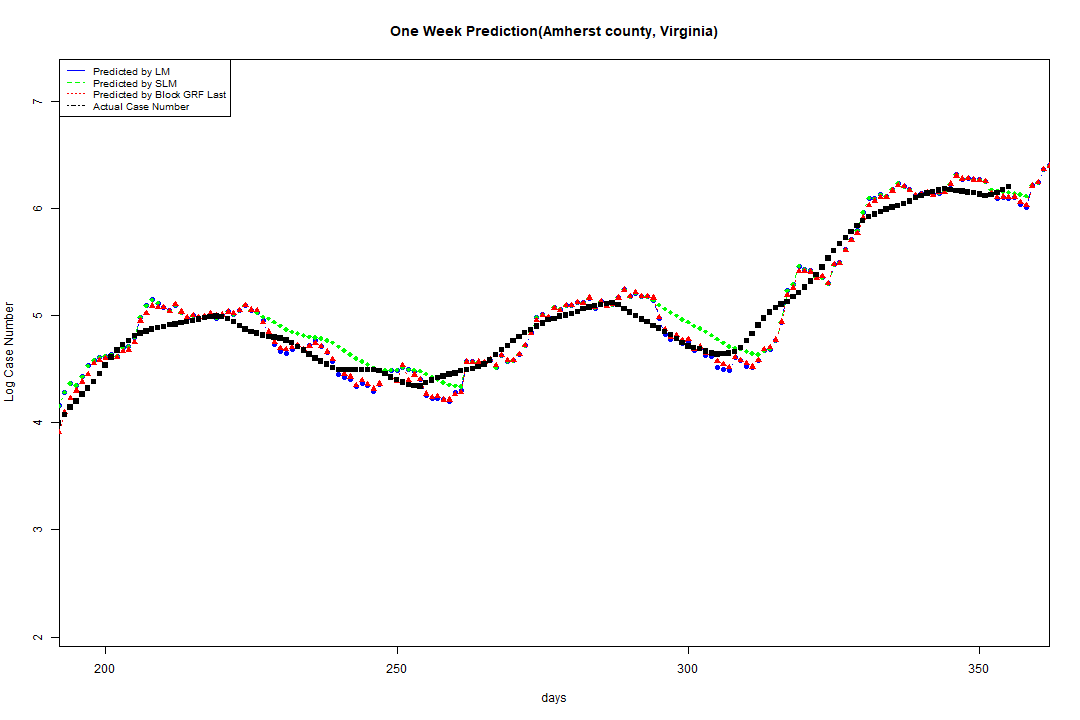 One Week Prediction(Amherst county, Virginia)
Predicted by LM
Predicted by SLM
Predicted by Block GRF Last
Actual Case Number
7
6
5
4
3
2
Log Case Number
200 250 300 350
days